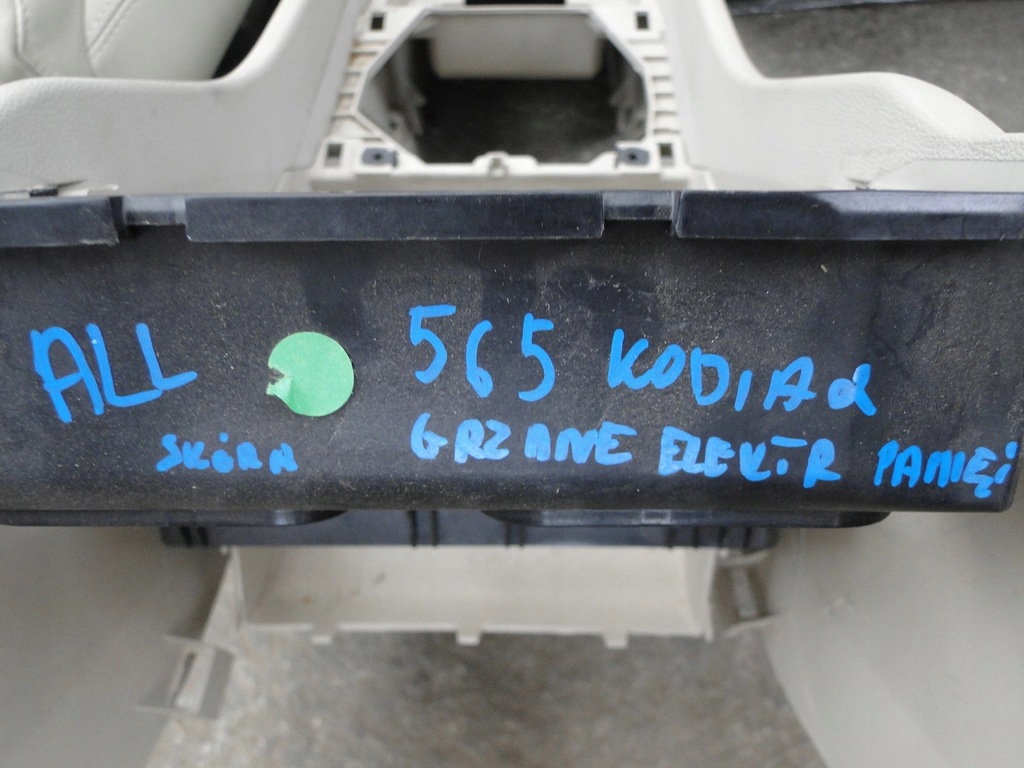 ALL 565 KODIAQ
SKÓRA GRZANE ELEKTR PAMIĘĆ